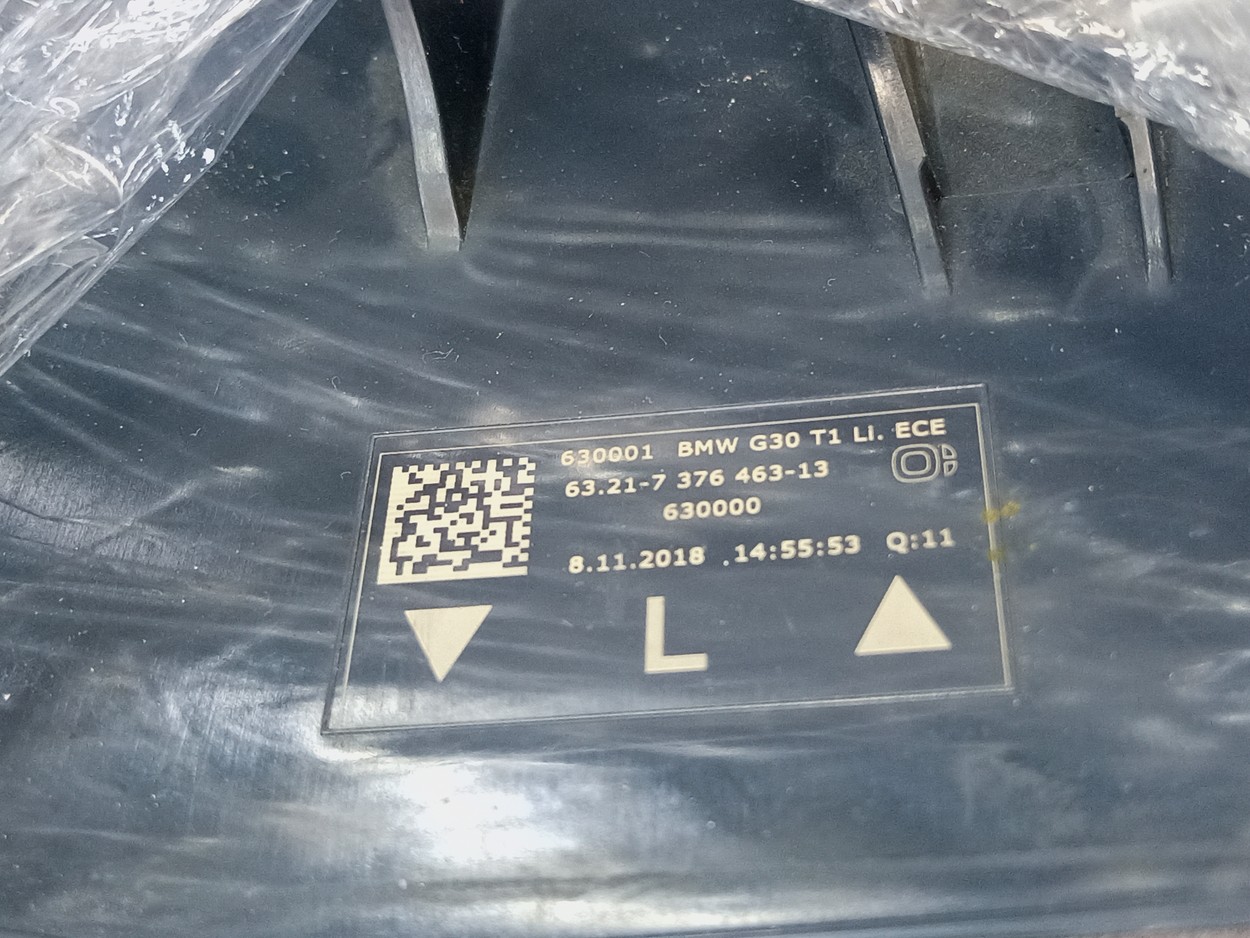 630001 BMW G30 T1 Li. ECE
63.21-7 376 463-13
630000
8.11.2018 .14:55:53 Q:11
L